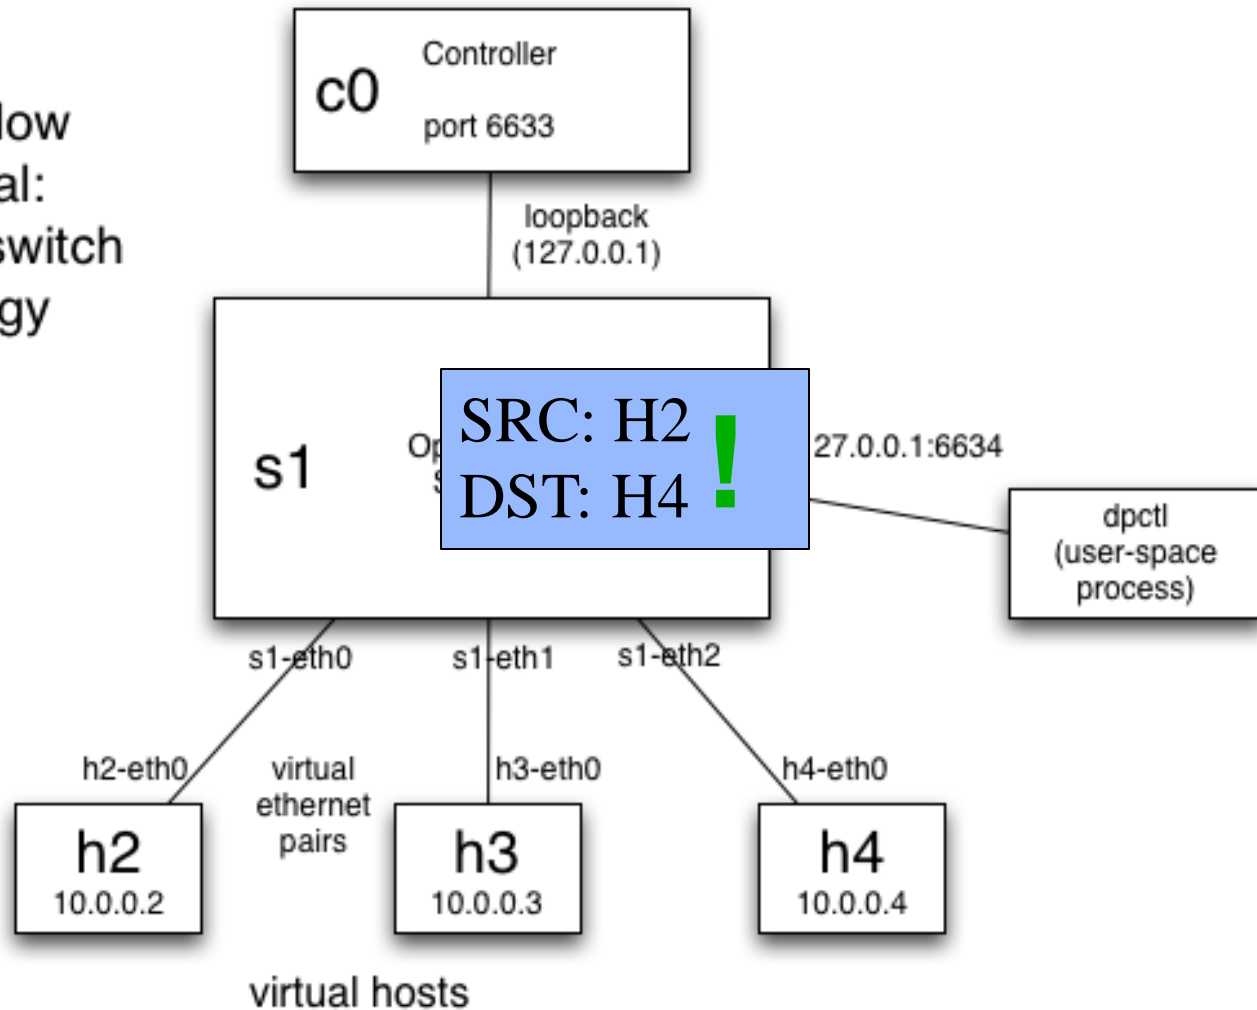 Controller
c0
port 6633
low
al:
switch
gy
loopback
(127.0.0.1)
s1
Op
SRC: H2
DST: H4
!
27.0.0.1:6634
dpctl
(user-space
process)
s1-eth0
s1-eth1
s1-eth2
h2-eth0
virtual
ethernet
pairs
h3-eth0
h4-eth0
h2
10.0.0.2
h3
10.0.0.3
h4
10.0.0.4
virtual hosts